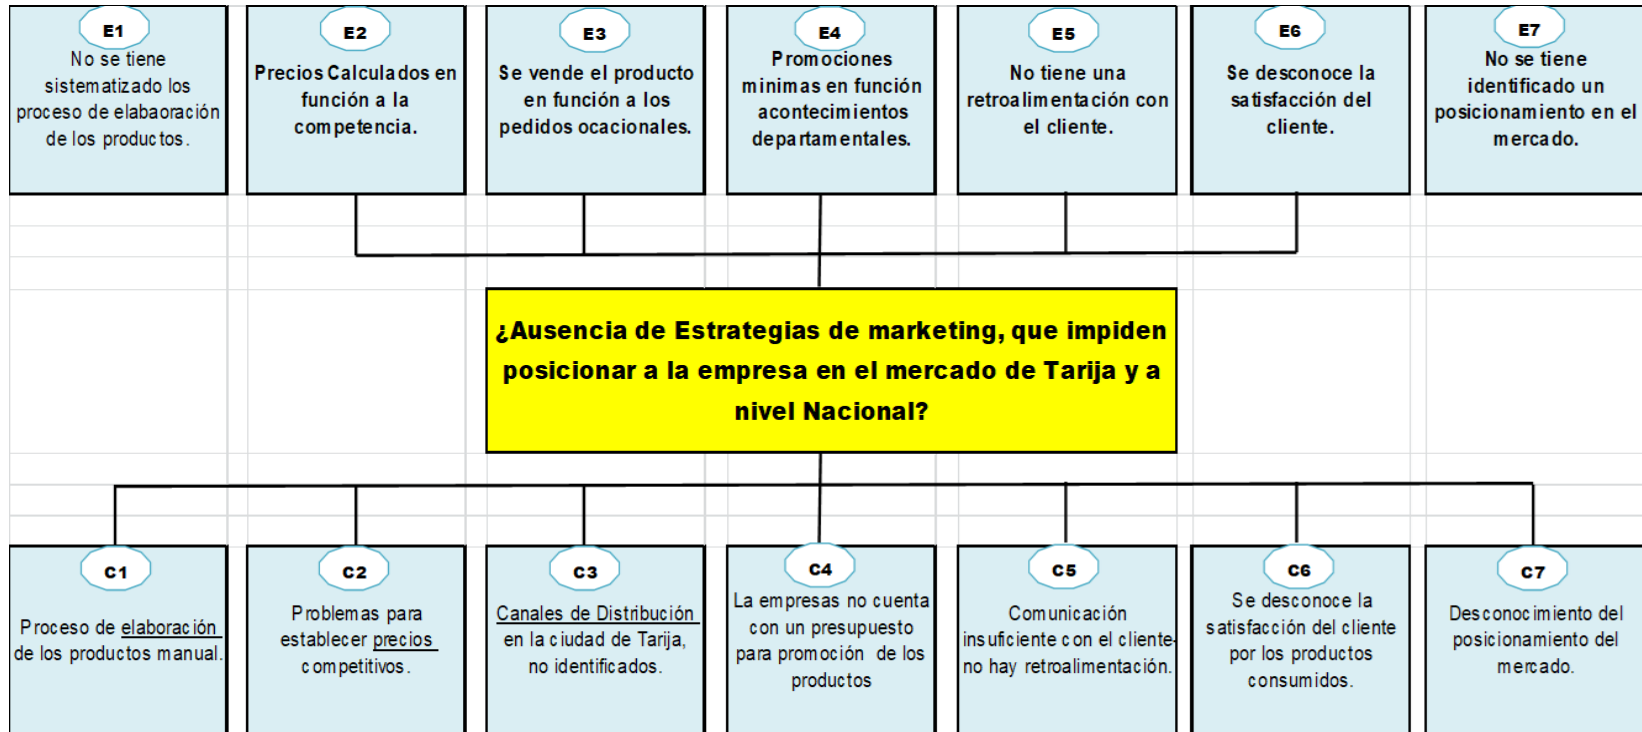 E1
No se tiene
sistematizado los
proceso de elabaoración
de los productos.
E2
Precios Calculados en
función a la
competencia.
E3
Se vende el producto
en función a los
pedidos ocacionales.
E4
Promociones
minimas en función
acontecimientos
departamentales.
E5
No tiene una
retroalimentación con
el cliente.
E6
Se desconoce la
satisfacción del
cliente.
E7
No se tiene
identificado un
posicionamiento en el
mercado.
¿Ausencia de Estrategias de marketing, que impiden
posicionar a la empresa en el mercado de Tarija y a
nivel Nacional?
C1
Proceso de elaboración
de los productos manual.
C2
Problemas para
establecer precios
competitivos.
C3
Canales de Distribución
en la ciudad de Tarija,
no identificados.
C4
La empresas no cuenta
con un presupuesto
para promoción de los
productos
C5
Comunicación
insuficiente con el cliente-
no hay retroalimentación.
C6
Se desconoce la
satisfacción del cliente
por los productos
consumidos.
C7
Desconocimiento del
posicionamiento del
mercado.